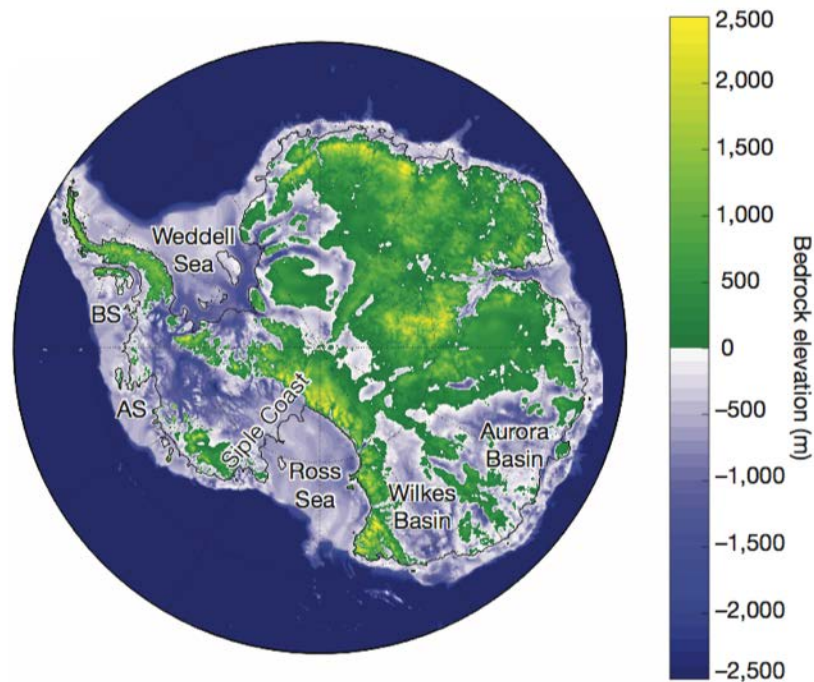 Weddell
Sea
BS
AS
Siple Coast
Ross
Sea
Wilkes
Basin
Aurora
Basin
2,500
2,000
1,500
1,000
500
0
–500
–1,000
–1,500
–2,000
–2,500
Bedrock elevation (m)